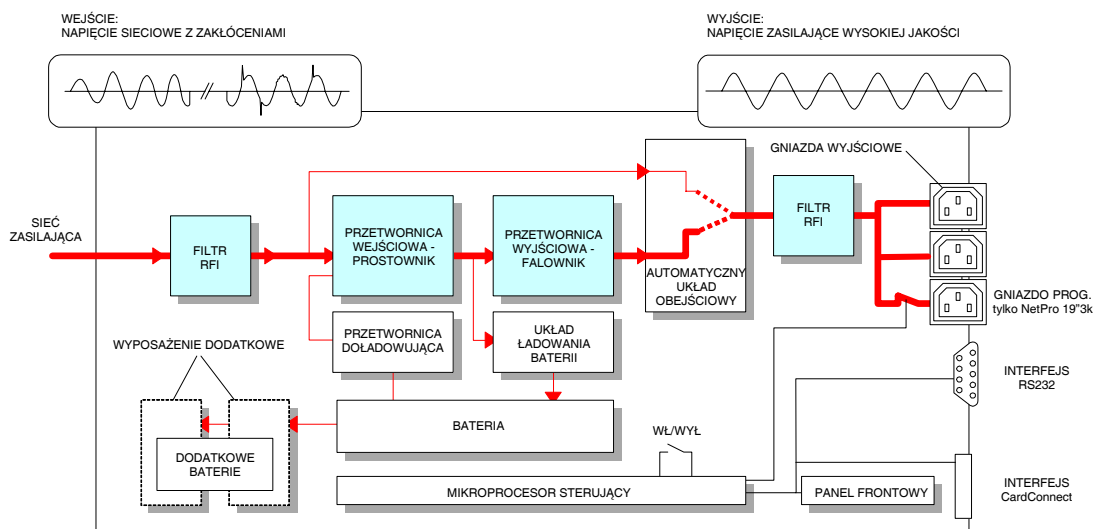 WEJŚCIE:
NAPIĘCIE SIECIOWE Z ZAKŁÓCENIAMI
WYJŚCIE:
NAPIĘCIE ZASILAJĄCE WYSOKIEJ JAKOŚCI
GNIAZDA WYJŚCIOWE
SIEĆ
ZASILAJĄCA
FILTR
RFI
PRZETWORNICA
WEJŚCIOWA -
PROSTOWNIK
PRZETWORNICA
WYJŚCIOWA -
FALOWNIK
AUTOMATYCZNY
UKŁAD
OBEJŚCIOWY
FILTR
RFI
GNIAZDO PROG.
tylko NetPro 19"3k
PRZETWORNICA
DOŁADOWUJĄCA
UKŁAD
ŁADOWANIA
BATERII
WYPOSAŻENIE DODATKOWE
INTERFEJS
RS232
BATERIA
DODATKOWE
BATERIE
WŁ/WYŁ
MIKROPROCESOR STERUJĄCY
PANEL FRONTOWY
INTERFEJS
CardConnect